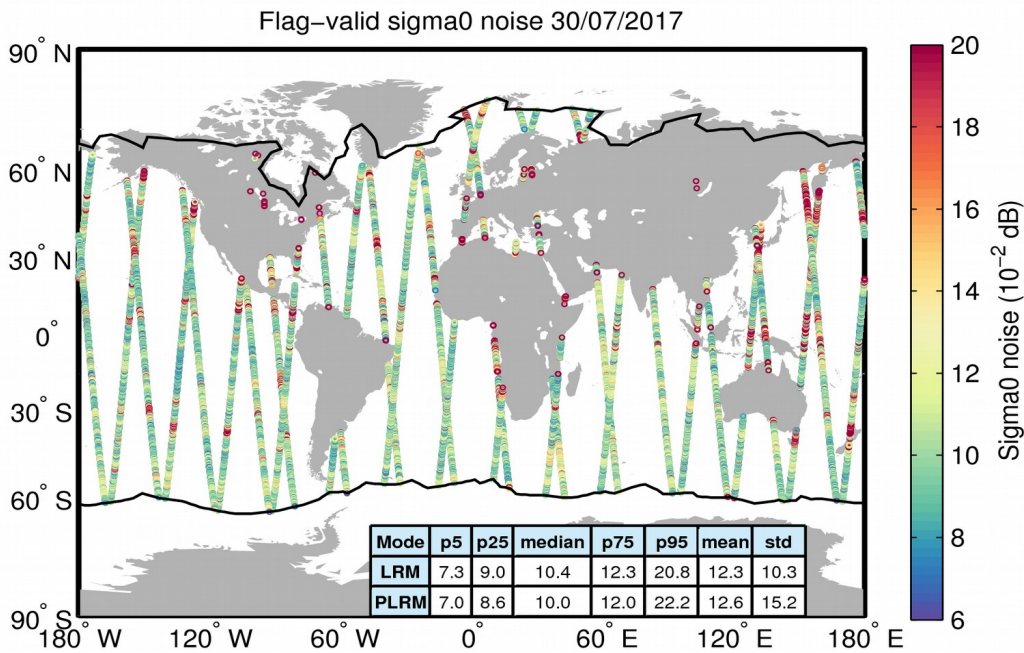 Flag−valid sigma0 noise 30/07/2017
90° N
60° N
30° N
0°
30° S
60° S
90° S
180° W
120° W
60° W
0°
60° E
120° E
180° E
20
18
16
14
12
10
8
6
Sigma0 noise (10⁻² dB)
Mode p5 p25 median p75 p95 mean std
LRM 7.3 9.0 10.4 12.3 20.8 12.3 10.3
PLRM 7.0 8.6 10.0 12.0 22.2 12.6 15.2